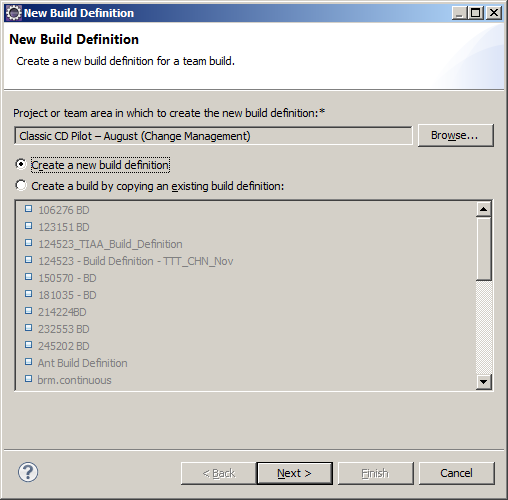 New Build Definition
New Build Definition
Create a new build definition for a team build.
Project or team area in which to create the new build definition:*
Classic CD Pilot – August (Change Management)
Browse...
Create a new build definition
Create a build by copying an existing build definition:
106276 BD
123151 BD
124523_TIAA_Build_Definition
124523 - Build Definition - TTT_CHN_Nov
150570 - BD
181035 - BD
214224BD
232553 BD
245202 BD
Ant Build Definition
brm.continuous
?
< Back
Next >
Finish
Cancel